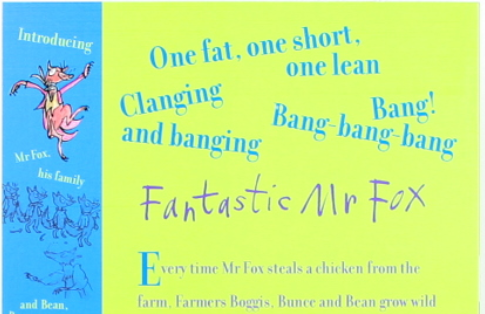 Introducing
Mr Fox,
his family
and Bean,
One fat, one short,
one lean
Clanging
and banging
Bang!
Bang-bang-bang
Fantastic Mr Fox
Every time Mr Fox steals a chicken from the
farm, Farmers Boggis, Bunce and Bean grow wild